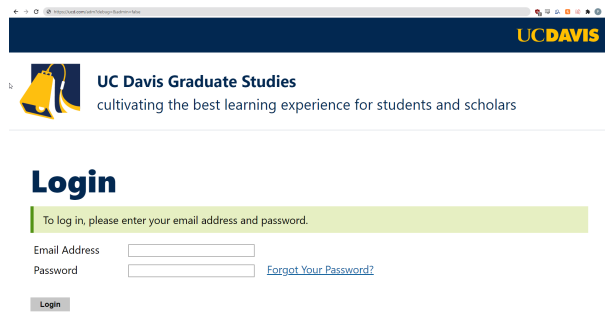 UCDAVIS
UC Davis Graduate Studies
cultivating the best learning experience for students and scholars
Login
To log in, please enter your email address and password.
Email Address
Password
Forgot Your Password?
Login